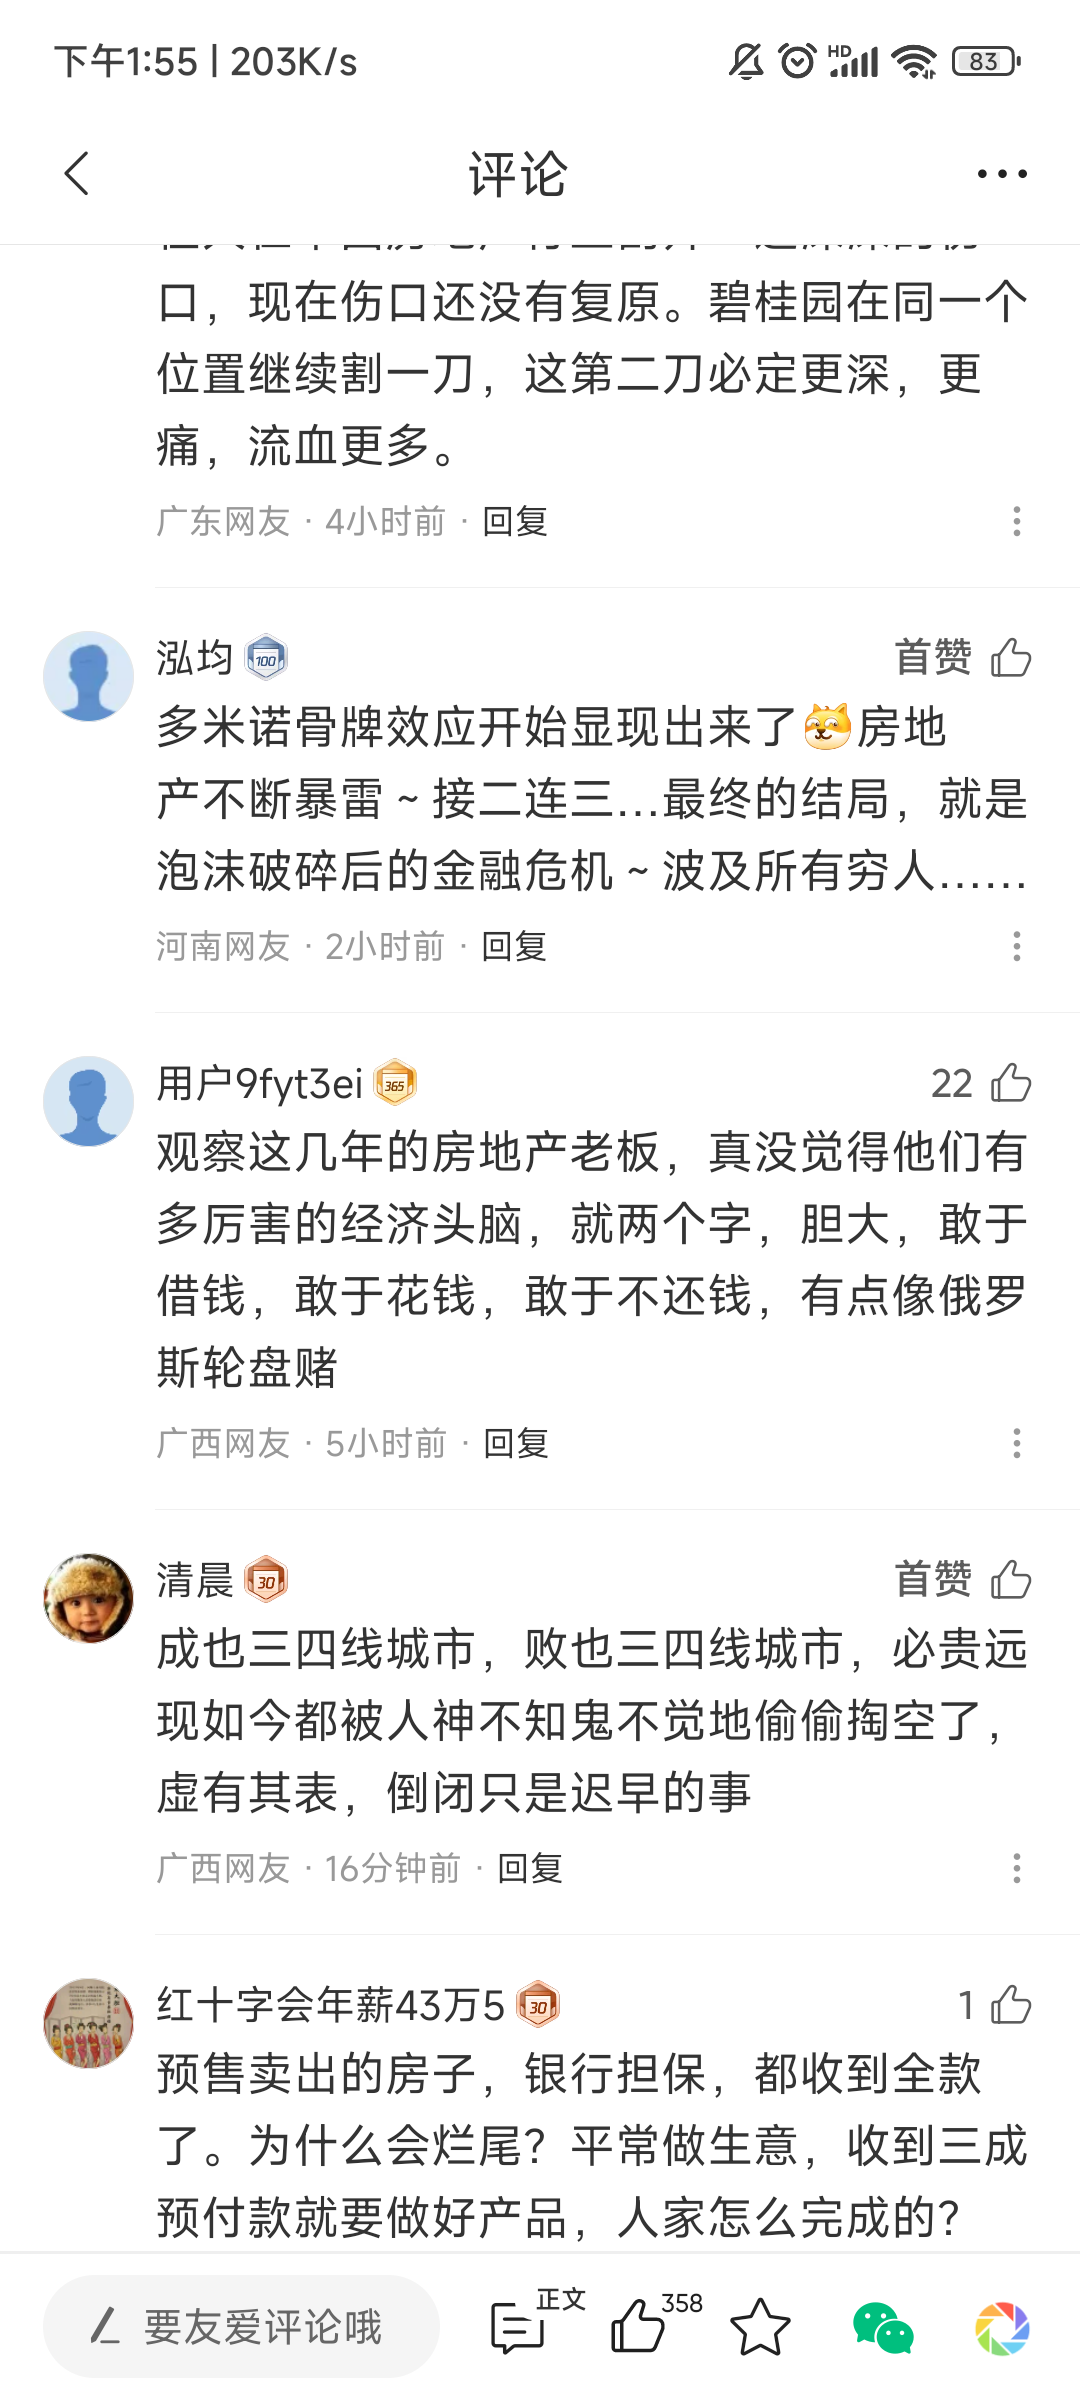 下午1:55 | 203K/s
HD
83
评论
口，现在伤口还没有复原。碧桂园在同一个
位置继续割一刀，这第二刀必定更深，更
痛，流血更多。
广东网友 · 4小时前 · 回复
泓均 100 首赞
多米诺骨牌效应开始显现出来了房地
产不断暴雷～接二连三...最终的结局，就是
泡沫破碎后的金融危机～波及所有穷人......
河南网友 · 2小时前 · 回复
用户9fyt3ei 365 22
观察这几年的房地产老板，真没觉得他们有
多厉害的经济头脑，就两个字，胆大，敢于
借钱，敢于花钱，敢于不还钱，有点像俄罗
斯轮盘赌
广西网友 · 5小时前 · 回复
清晨 30 首赞
成也三四线城市，败也三四线城市，必贵远
现如今都被人神不知鬼不觉地偷偷掏空了，
虚有其表，倒闭只是迟早的事
广西网友 · 16分钟前 · 回复
红十字会年薪43万5 30 1
预售卖出的房子，银行担保，都收到全款
了。为什么会烂尾？平常做生意，收到三成
预付款就要做好产品，人家怎么完成的？
要友爱评论哦 正文 358